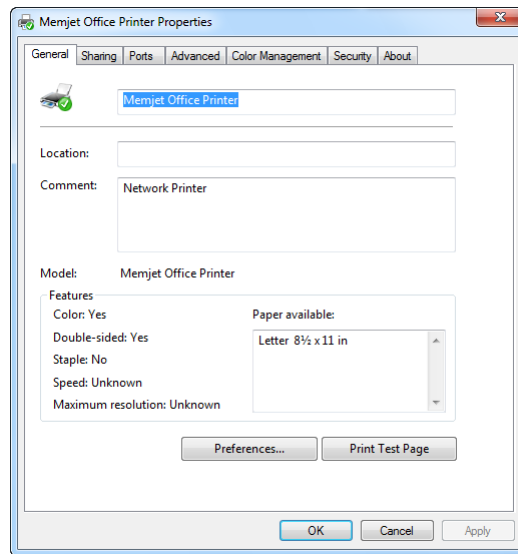 Memjet Office Printer Properties
General Sharing Ports Advanced Color Management Security About
Memjet Office Printer
Location:
Comment: Network Printer
Model: Memjet Office Printer
Features
Color: Yes Paper available:
Double-sided: Yes Letter 8½ x 11 in
Staple: No
Speed: Unknown
Maximum resolution: Unknown
Preferences... Print Test Page
OK Cancel Apply